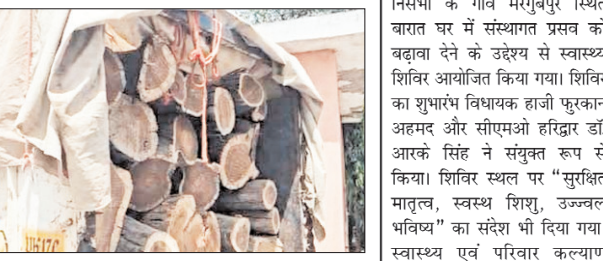 निसभा के गांव मरगुबपुर स्थित
बारात घर में संस्थागत प्रसव को
बढ़ावा देने के उद्देश्य से स्वास्थ्य
शिविर आयोजित किया गया। शिविर
का शुभारंभ विधायक हाजी फुरकान
अहमद और सीएमओ हरिद्वार डॉ
आरके सिंह ने संयुक्त रूप से
किया। शिविर स्थल पर “सुरक्षित
मातृत्व, स्वस्थ शिशु, उज्ज्वल
भविष्य” का संदेश भी दिया गया
स्वास्थ्य एवं परिवार कल्याण